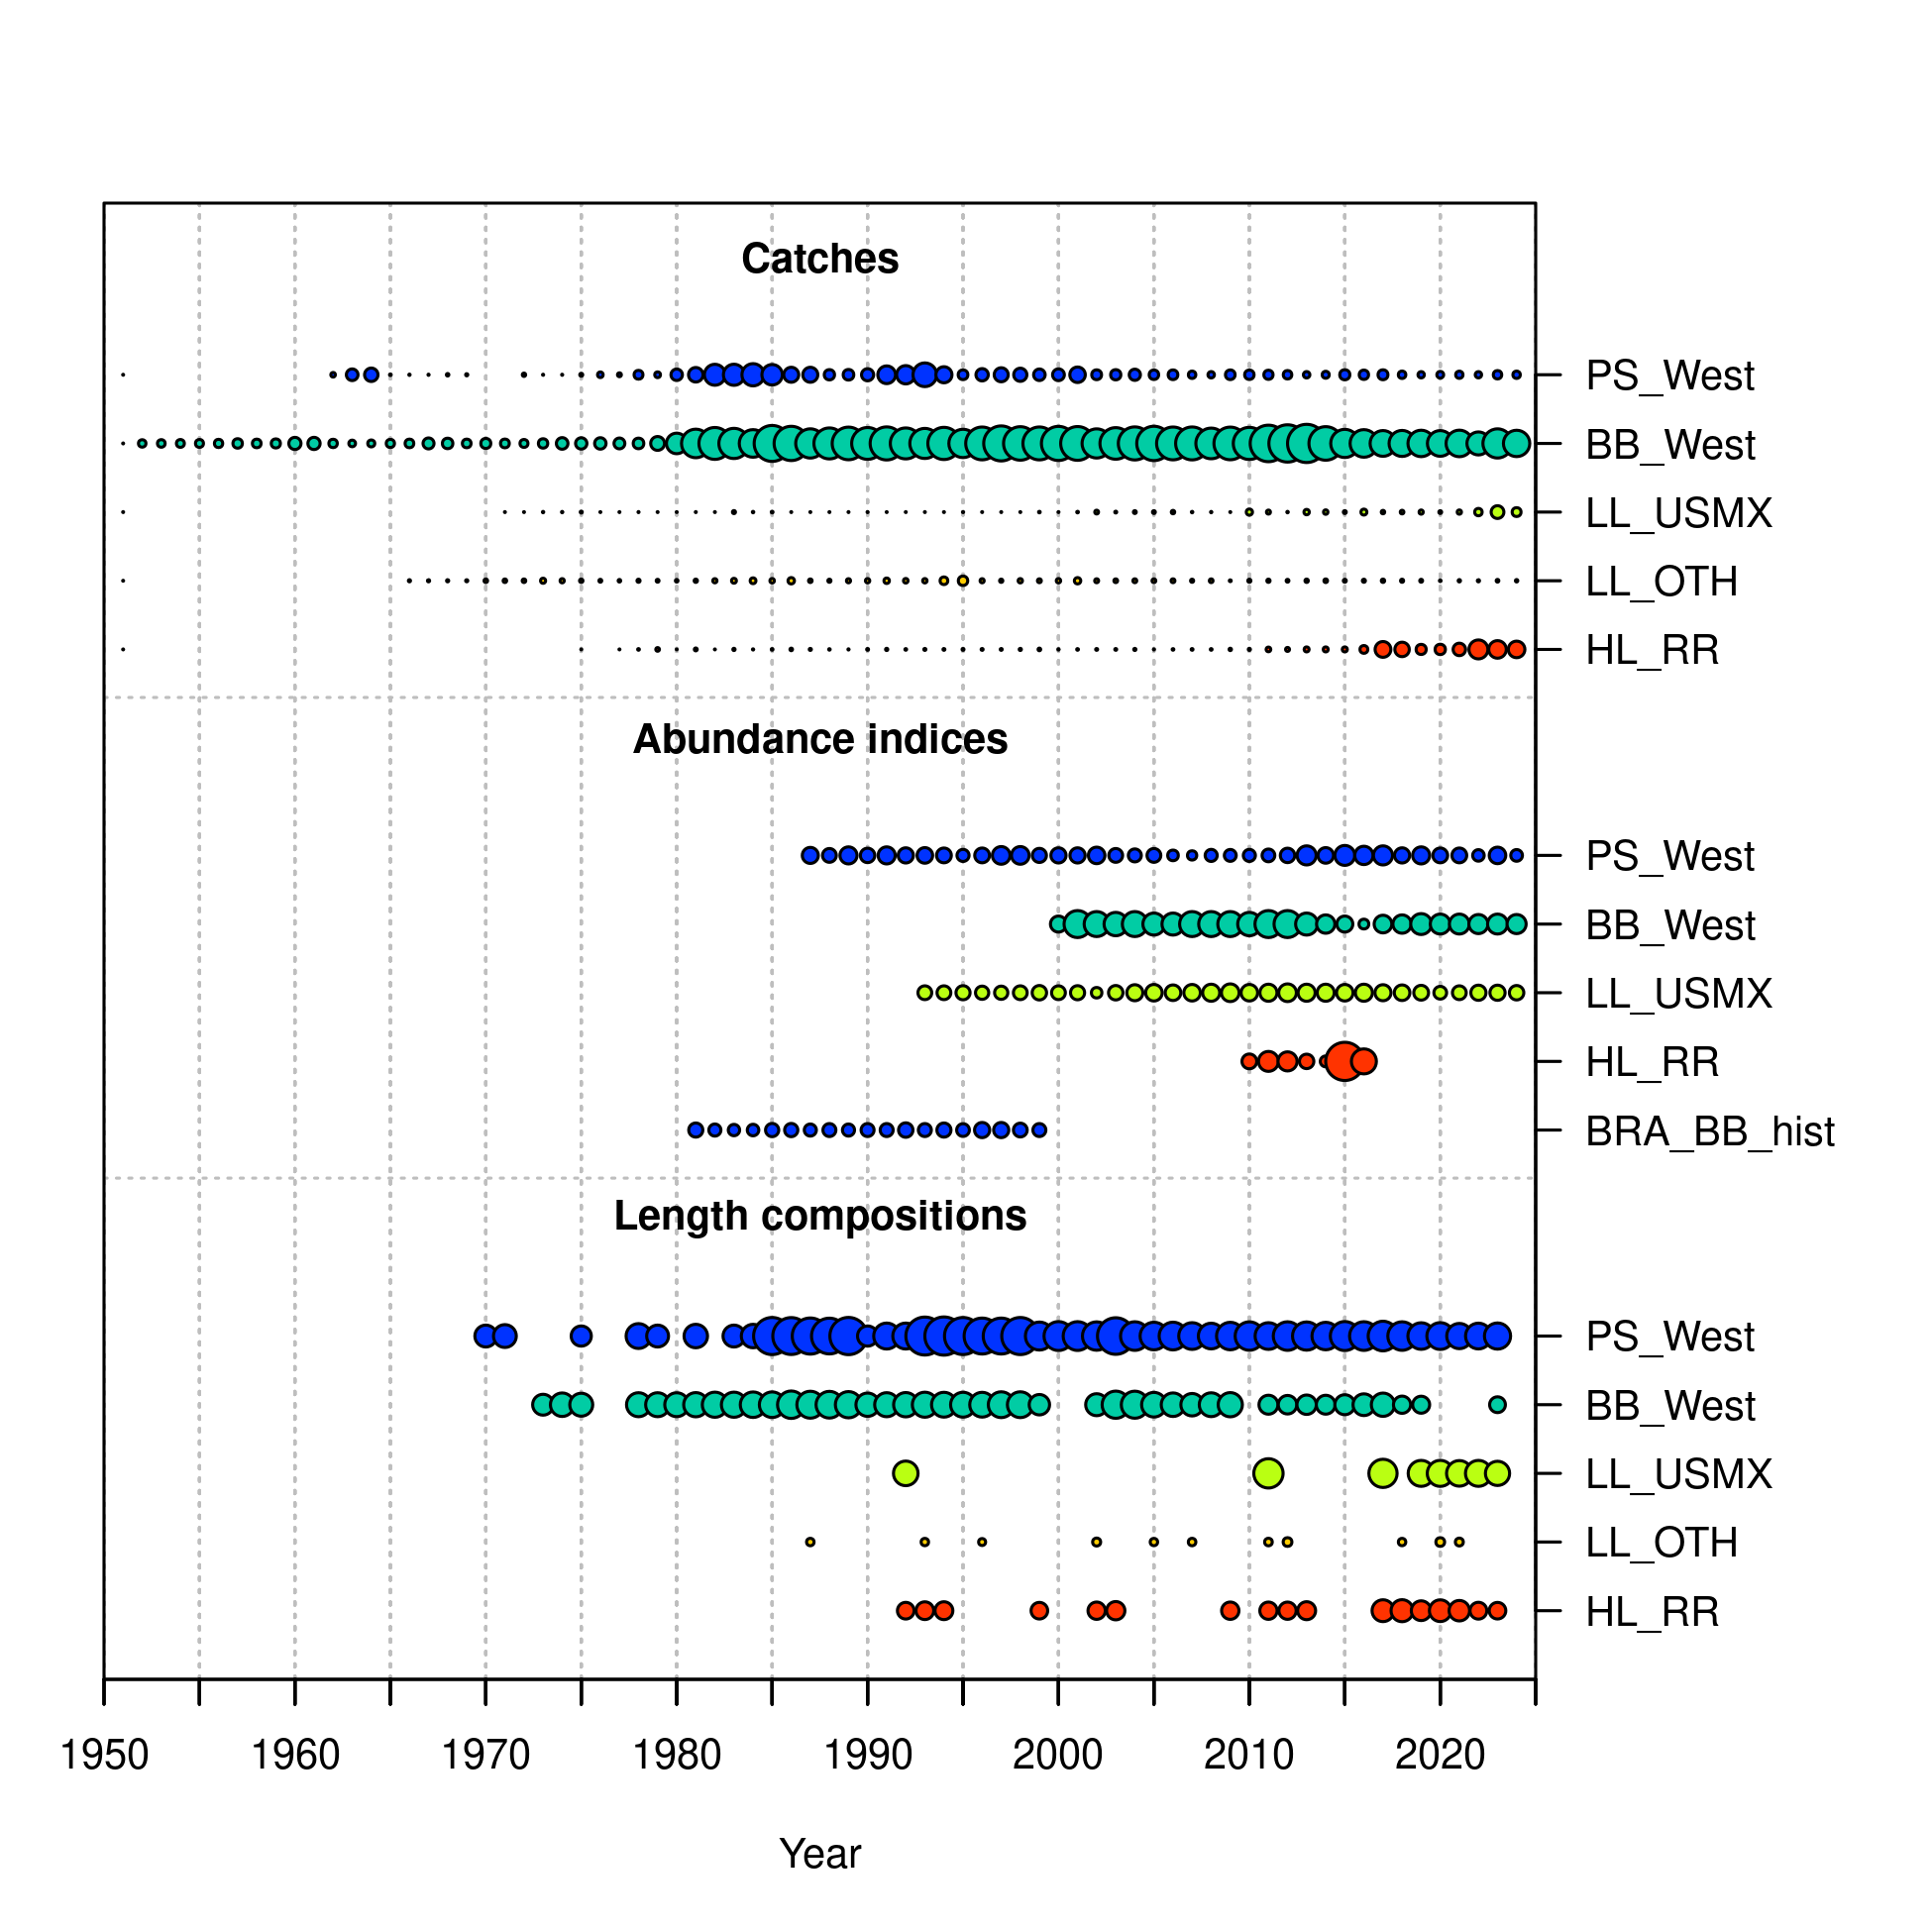 Catches
PS_West
BB_West
LL_USMX
LL_OTH
HL_RR
Abundance indices
PS_West
BB_West
LL_USMX
HL_RR
BRA_BB_hist
Length compositions
PS_West
BB_West
LL_USMX
LL_OTH
HL_RR
1950 1960 1970 1980 1990 2000 2010 2020
Year